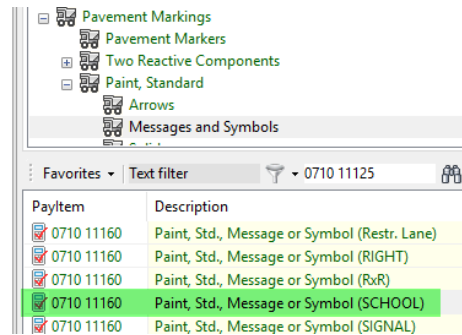 Pavement Markings
Pavement Markers
Two Reactive Components
Paint, Standard
Arrows
Messages and Symbols
Favorites Text filter 0710 11125
PayItem Description
0710 11160 Paint, Std., Message or Symbol (Restr. Lane)
0710 11160 Paint, Std., Message or Symbol (RIGHT)
0710 11160 Paint, Std., Message or Symbol (RxR)
0710 11160 Paint, Std., Message or Symbol (SCHOOL)
0710 11160 Paint, Std., Message or Symbol (SIGNAL)